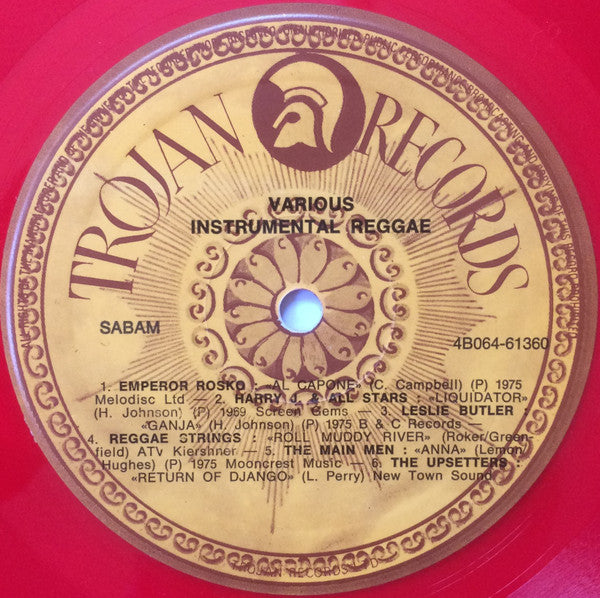 TROJAN RECORDS
VARIOUS
INSTRUMENTAL REGGAE
SABAM
4B064-61360
1. EMPEROR ROSKO : «AL CAPONE» (C. Campbell) (P) 1975
Melodisc Ltd — 2. HARRY J. & ALL STARS : «LIQUIDATOR»
(H. Johnson) (P) 1969 Screen Gems — 3. LESLIE BUTLER :
«GANJA» (H. Johnson) (P) 1975 B & C Records —
4. REGGAE STRINGS : «ROLL MUDDY RIVER» (Roker/Green-
field) ATV Kiershner — 5. THE MAIN MEN : «ANNA» (Lemon/
Hughes) (P) 1975 Mooncrest Music — 6. THE UPSETTERS :
«RETURN OF DJANGO» (L. Perry) New Town Sound
TROJAN RECORDS LTD